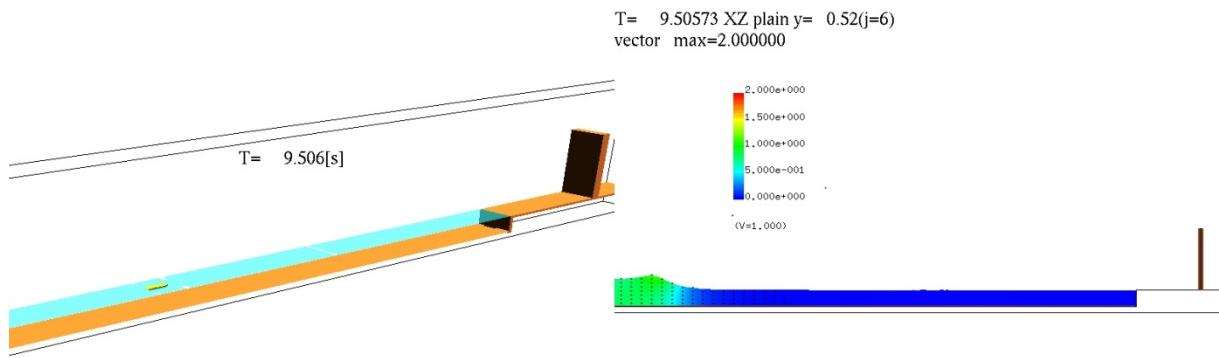 T= 9.506[s]
T= 9.50573 XZ plain y= 0.52(j=6)
vector max=2.000000
2.000e+000
1.500e+000
1.000e+000
5.000e-001
0.000e+000
(V=1.000)